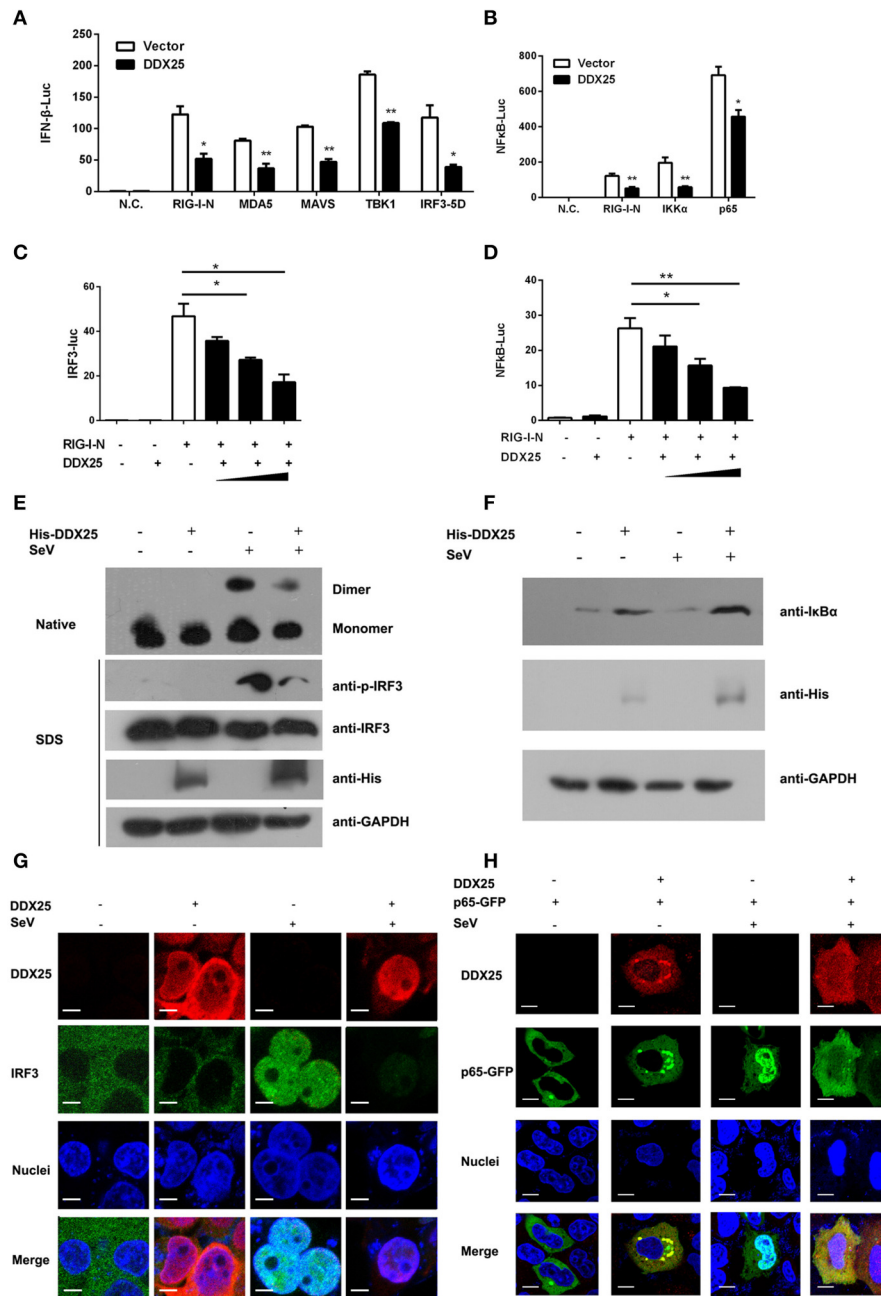 A
B
Vector
DDX25
IFN-β-Luc
300
250
200
150
100
50
0
*
**
**
**
*
N.C. RIG-I-N MDA5 MAVS TBK1 IRF3-5D
Vector
DDX25
NFκB-Luc
800
600
400
200
0
**
**
*
N.C. RIG-I-N IKKα p65
C
D
IRF3-luc
60
40
20
0
*
*
RIG-I-N - - + + + +
DDX25 - + - + + +
NFkB-Luc
40
30
20
10
0
**
*
RIG-I-N - - + + + +
DDX25 - + - + + +
E
F
His-DDX25 - + - +
SeV - - + +
Native
Dimer
Monomer
SDS
anti-p-IRF3
anti-IRF3
anti-His
anti-GAPDH
His-DDX25 - + - +
SeV - - + +
anti-IκBα
anti-His
anti-GAPDH
G
H
DDX25 - + - +
SeV - - + +
DDX25
IRF3
Nuclei
Merge
DDX25 - + - +
p65-GFP + + + +
SeV - - + +
DDX25
p65-GFP
Nuclei
Merge